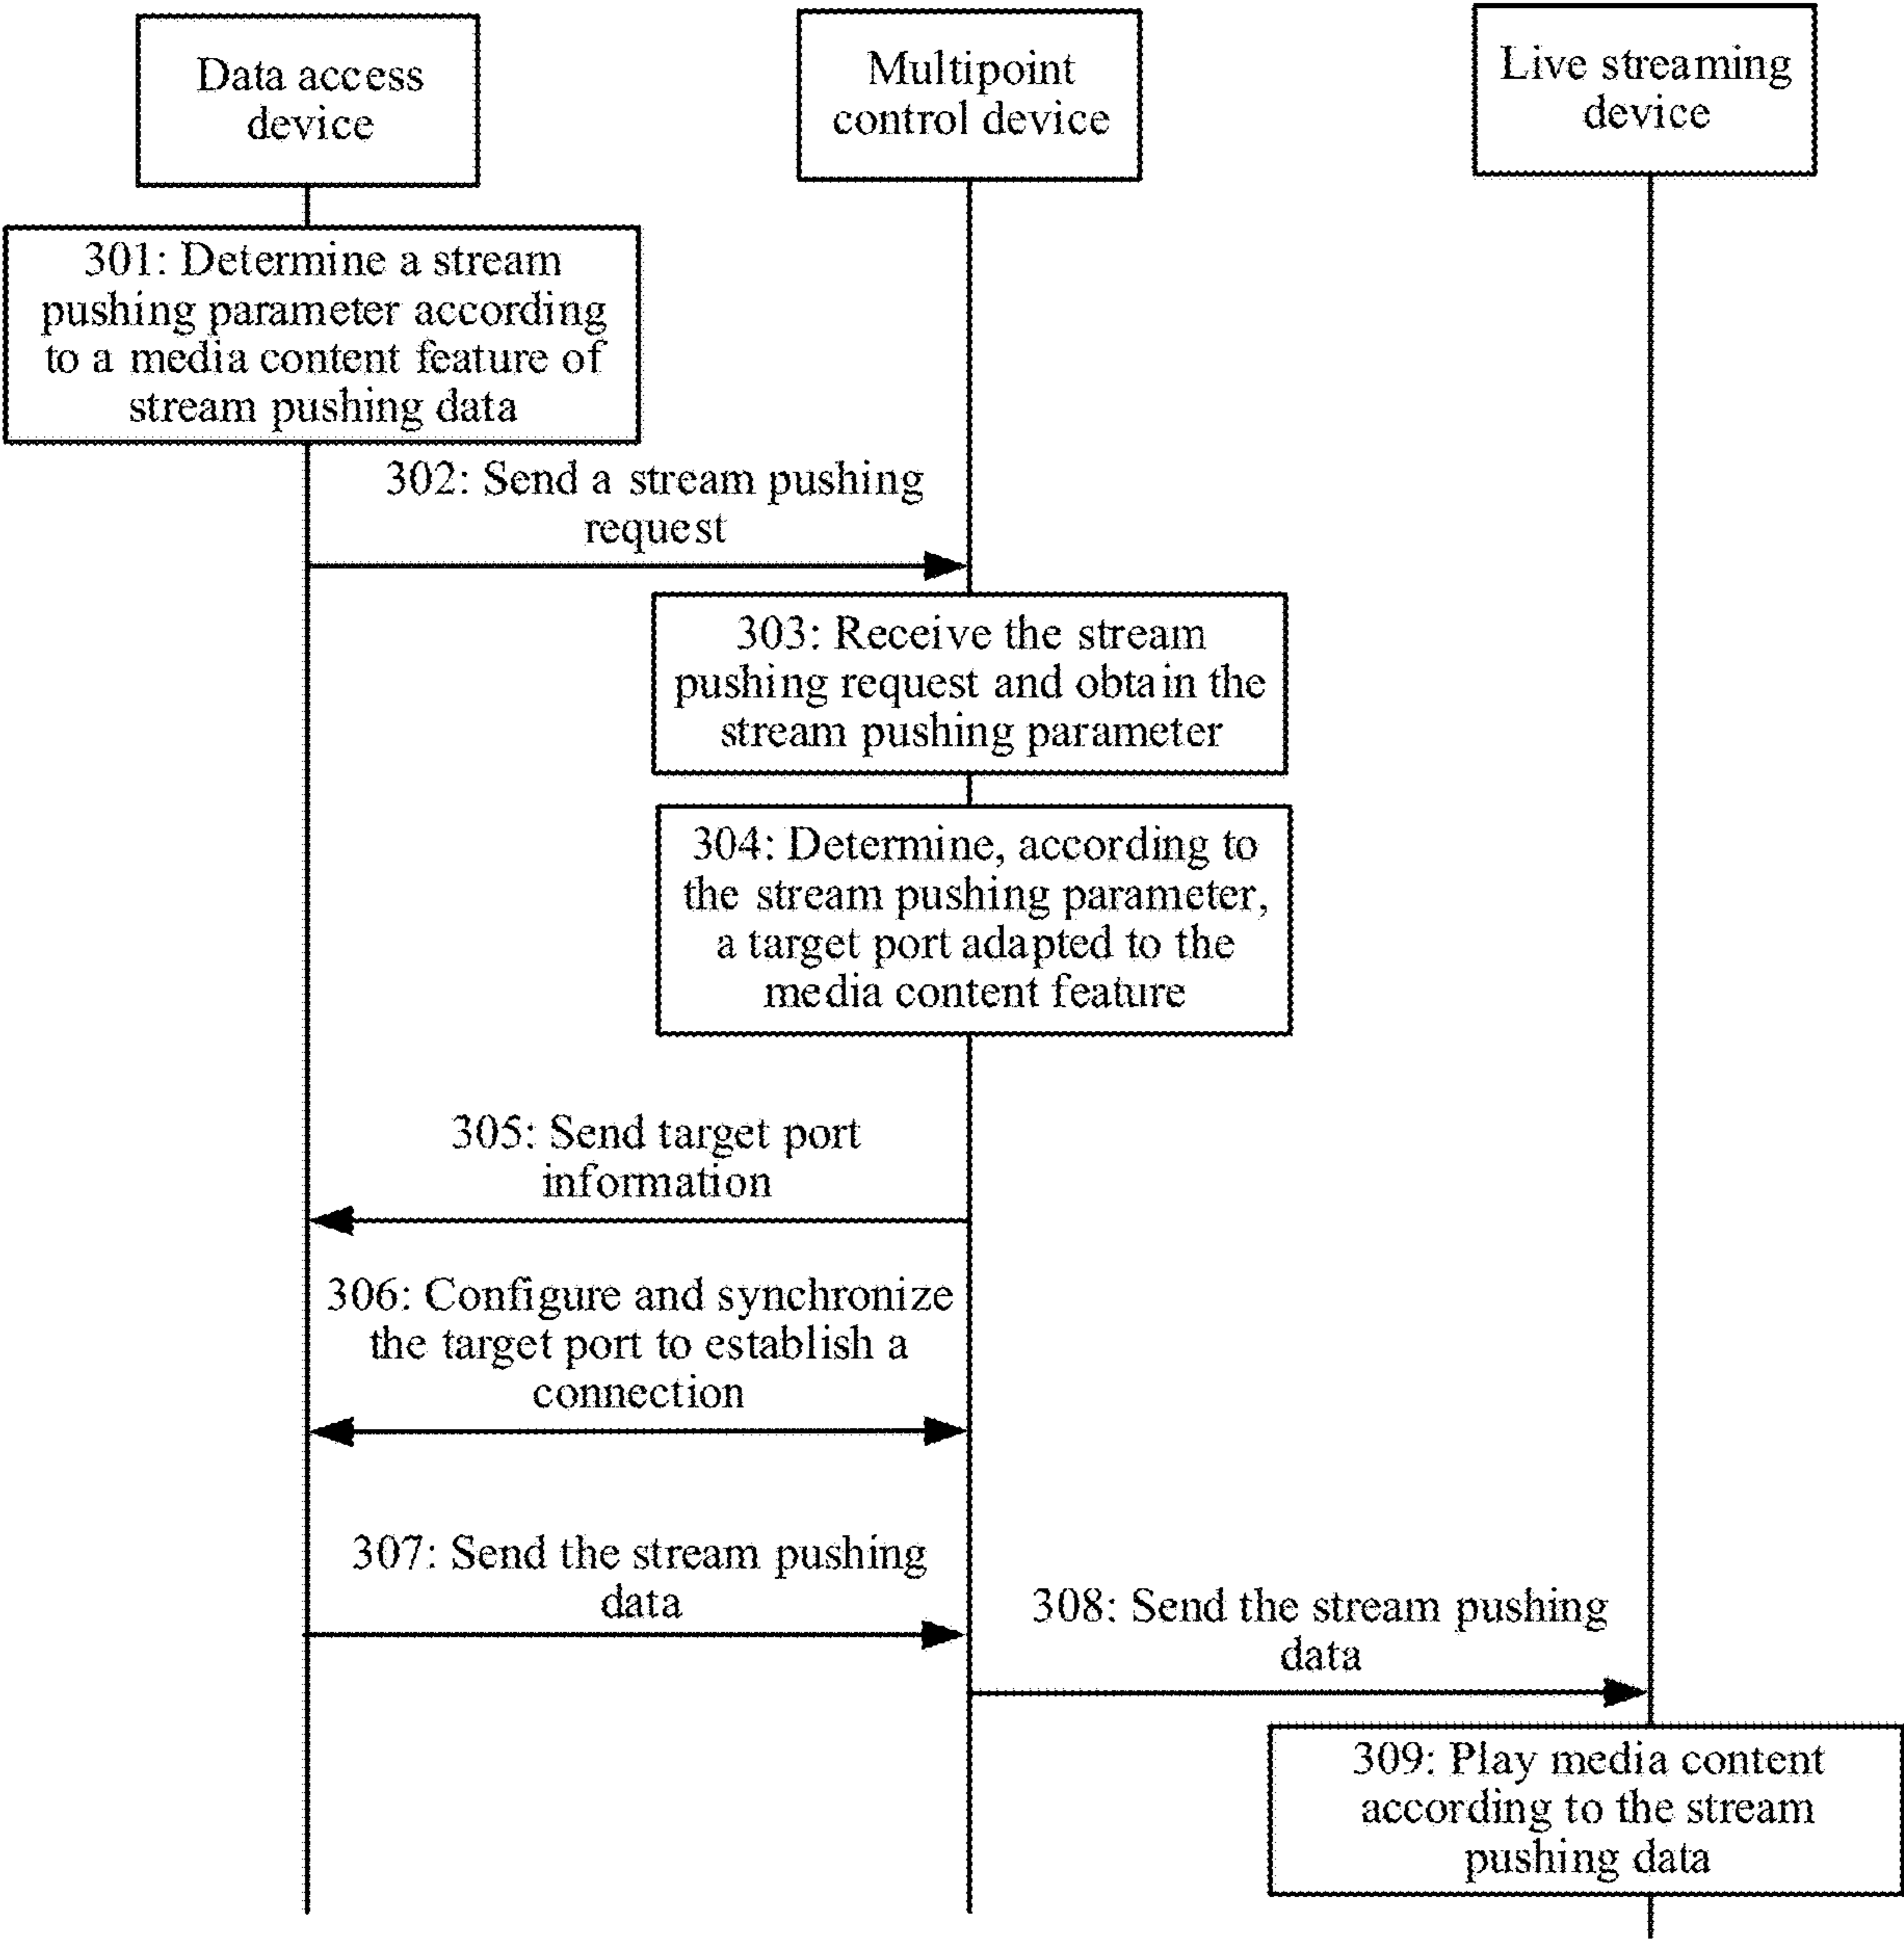 Data access
device
Multipoint
control device
Live streaming
device
301: Determine a stream
pushing parameter according
to a media content feature of
stream pushing data
302: Send a stream pushing
request
303: Receive the stream
pushing request and obtain the
stream pushing parameter
304: Determine, according to
the stream pushing parameter,
a target port adapted to the
media content feature
305: Send target port
information
306: Configure and synchronize
the target port to establish a
connection
307: Send the stream pushing
data
308: Send the stream pushing
data
309: Play media content
according to the stream
pushing data